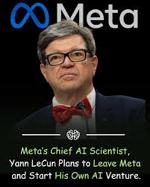 Meta
Meta's Chief AI Scientist,
Yann LeCun Plans to Leave Meta
and Start His Own AI Venture.